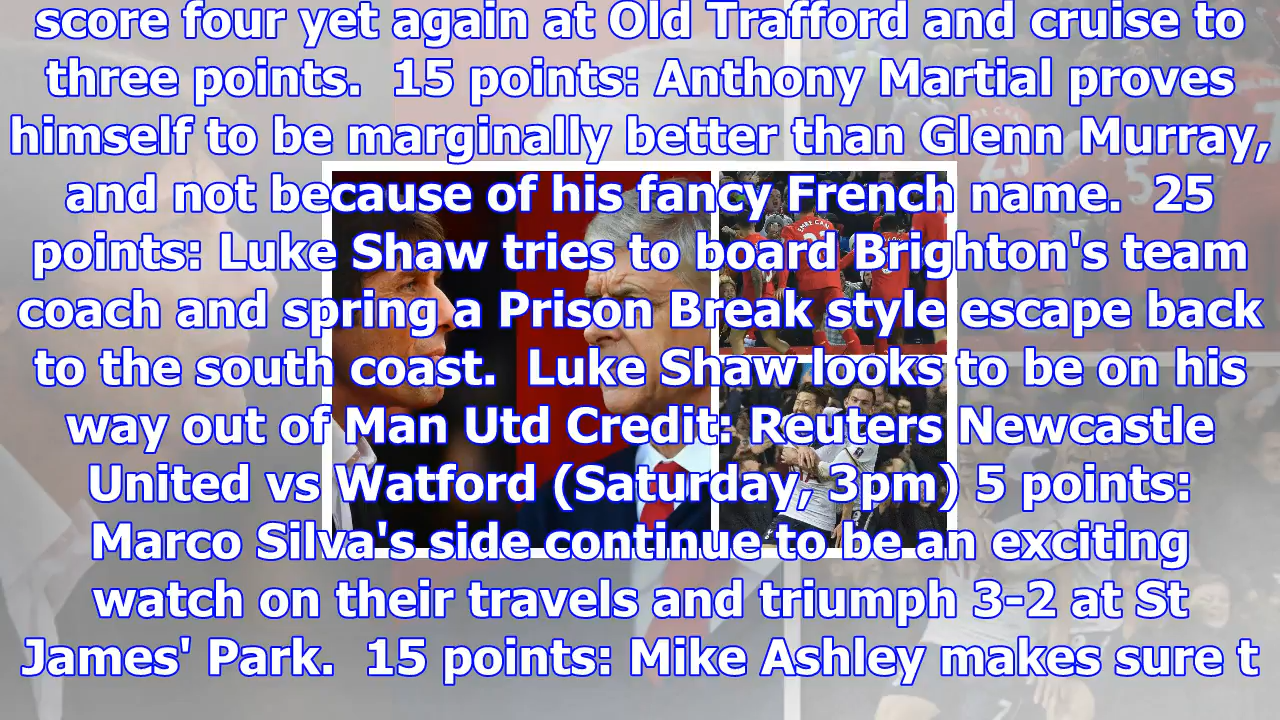 score four yet again at Old Trafford and cruise to
three points.  15 points: Anthony Martial proves
himself to be marginally better than Glenn Murray,
and not because of his fancy French name.  25
points: Luke Shaw tries to board Brighton's team
coach and spring a Prison Break style escape back
to the south coast.  Luke Shaw looks to be on his
way out of Man Utd Credit: Reuters Newcastle
United vs Watford (Saturday, 3pm) 5 points:
Marco Silva's side continue to be an exciting
watch on their travels and triumph 3-2 at St
James' Park.  15 points: Mike Ashley makes sure t
EMRE CAN